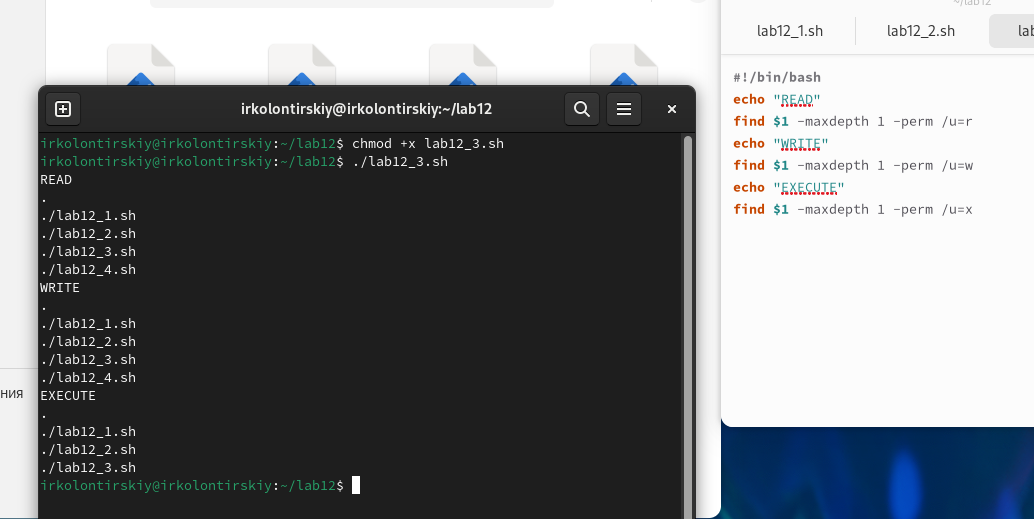 ~/lab12
lab12_1.sh
lab12_2.sh
lab
irkolontirskiy@irkolontirskiy:~/lab12
irkolontirskiy@irkolontirskiy:~/lab12$ chmod +x lab12_3.sh
irkolontirskiy@irkolontirskiy:~/lab12$ ./lab12_3.sh
READ
.
./lab12_1.sh
./lab12_2.sh
./lab12_3.sh
./lab12_4.sh
WRITE
.
./lab12_1.sh
./lab12_2.sh
./lab12_3.sh
./lab12_4.sh
EXECUTE
.
./lab12_1.sh
./lab12_2.sh
./lab12_3.sh
irkolontirskiy@irkolontirskiy:~/lab12$
#!/bin/bash
echo "READ"
find $1 -maxdepth 1 -perm /u=r
echo "WRITE"
find $1 -maxdepth 1 -perm /u=w
echo "EXECUTE"
find $1 -maxdepth 1 -perm /u=x
ния